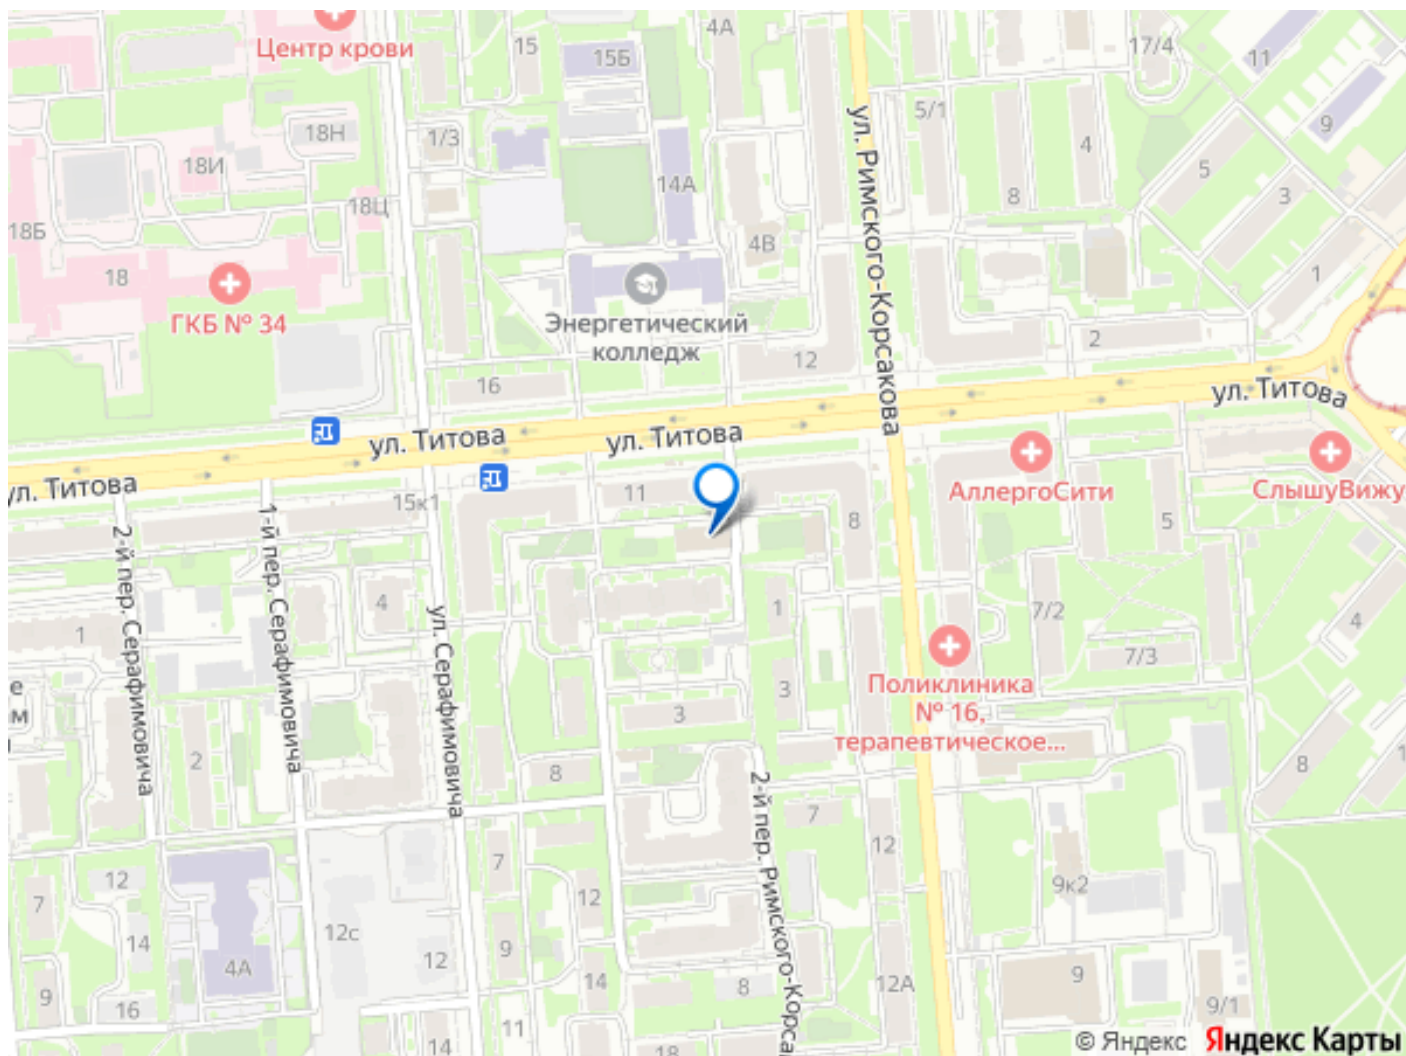 Центр крови
15
15Б
4А
17/4
11
9
5/1
4
5
3
8
1
2
18Н
18И
18Ц
18Б
18
1/3
14А
4В
ГКБ № 34
Энергетический
колледж
12
16
ул. Римского-Корсакова
ул. Титова
ул. Титова
ул. Титова
ул. Титова
15к1
11
8
АллергоСити
СлышуВижу
5
2-й пер. Серафимовича
1-й пер. Серафимовича
ул. Серафимовича
4
1
1
7/2
7/3
4
е
м
3
3
2
8
Поликлиника
№ 16,
терапевтическое...
8
1
2-й пер. Римского-Корса
7
12
7
12
7
12
9к2
14
12с
4А
12
9
14
8
12А
9
9/1
9
16
11
14
18
© Яндекс Яндекс Карты